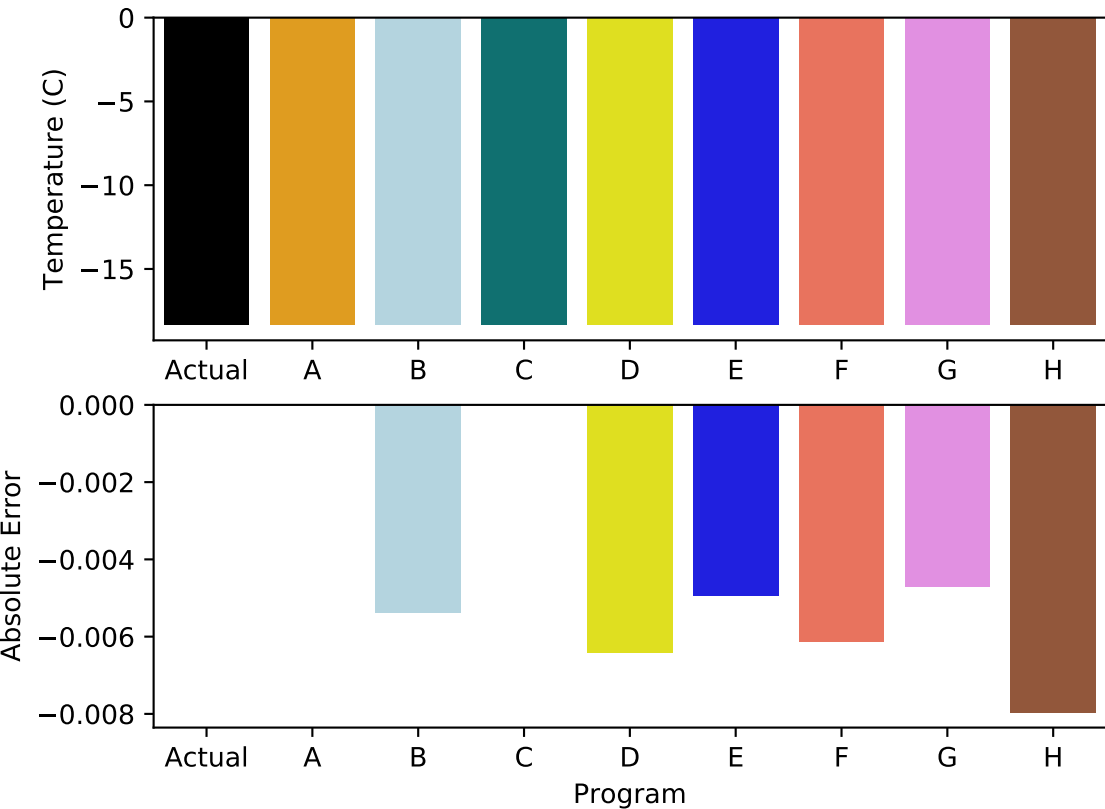 Temperature (C)
0
−5
−10
−15
Actual A B C D E F G H
Absolute Error
0.000
−0.002
−0.004
−0.006
−0.008
Actual A B C D E F G H
Program